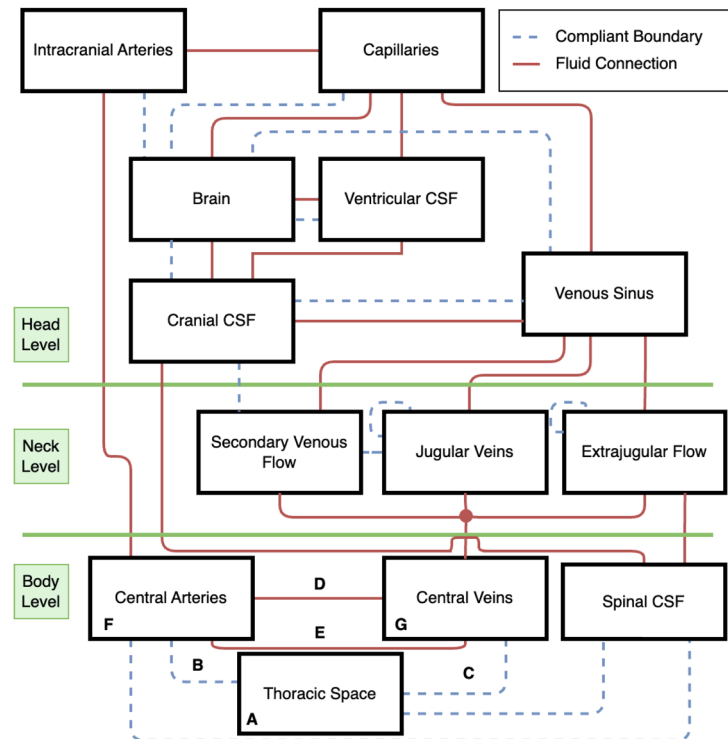 Intracranial Arteries
Capillaries
Compliant Boundary
Fluid Connection
Brain
Ventricular CSF
Venous Sinus
Cranial CSF
Head
Level
Neck
Level
Secondary Venous
Flow
Jugular Veins
Extrajugular Flow
Body
Level
Central Arteries
F
D
Central Veins
G
Spinal CSF
E
B
C
Thoracic Space
A